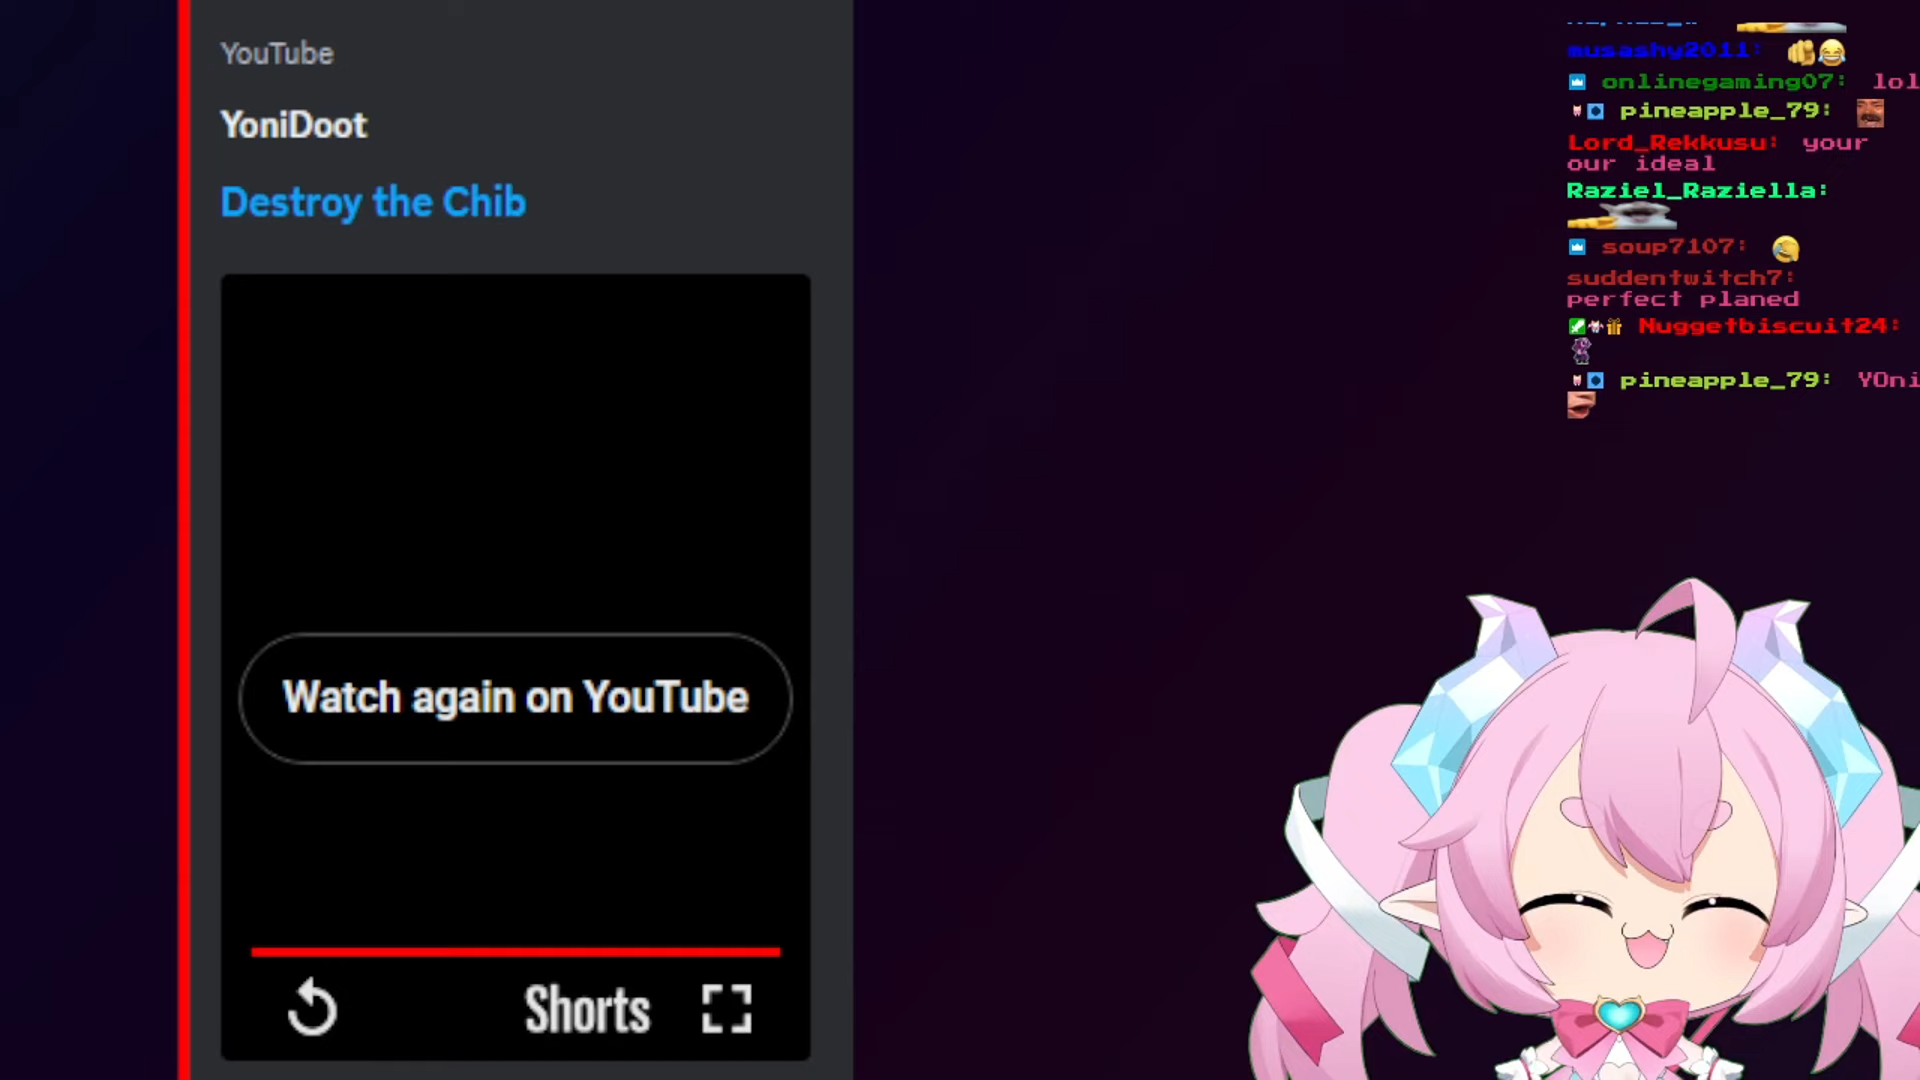 YouTube
YoniDoot
Destroy the Chib
Watch again on YouTube
Shorts
musashy2011:
onlinegaming07: lol
pineapple_79:
Lord_Rekkusu: your
our ideal
Raziel_Raziella:
soup7107:
suddentwitch7:
perfect planed
Nuggetbiscuit24:
pineapple_79: YOni